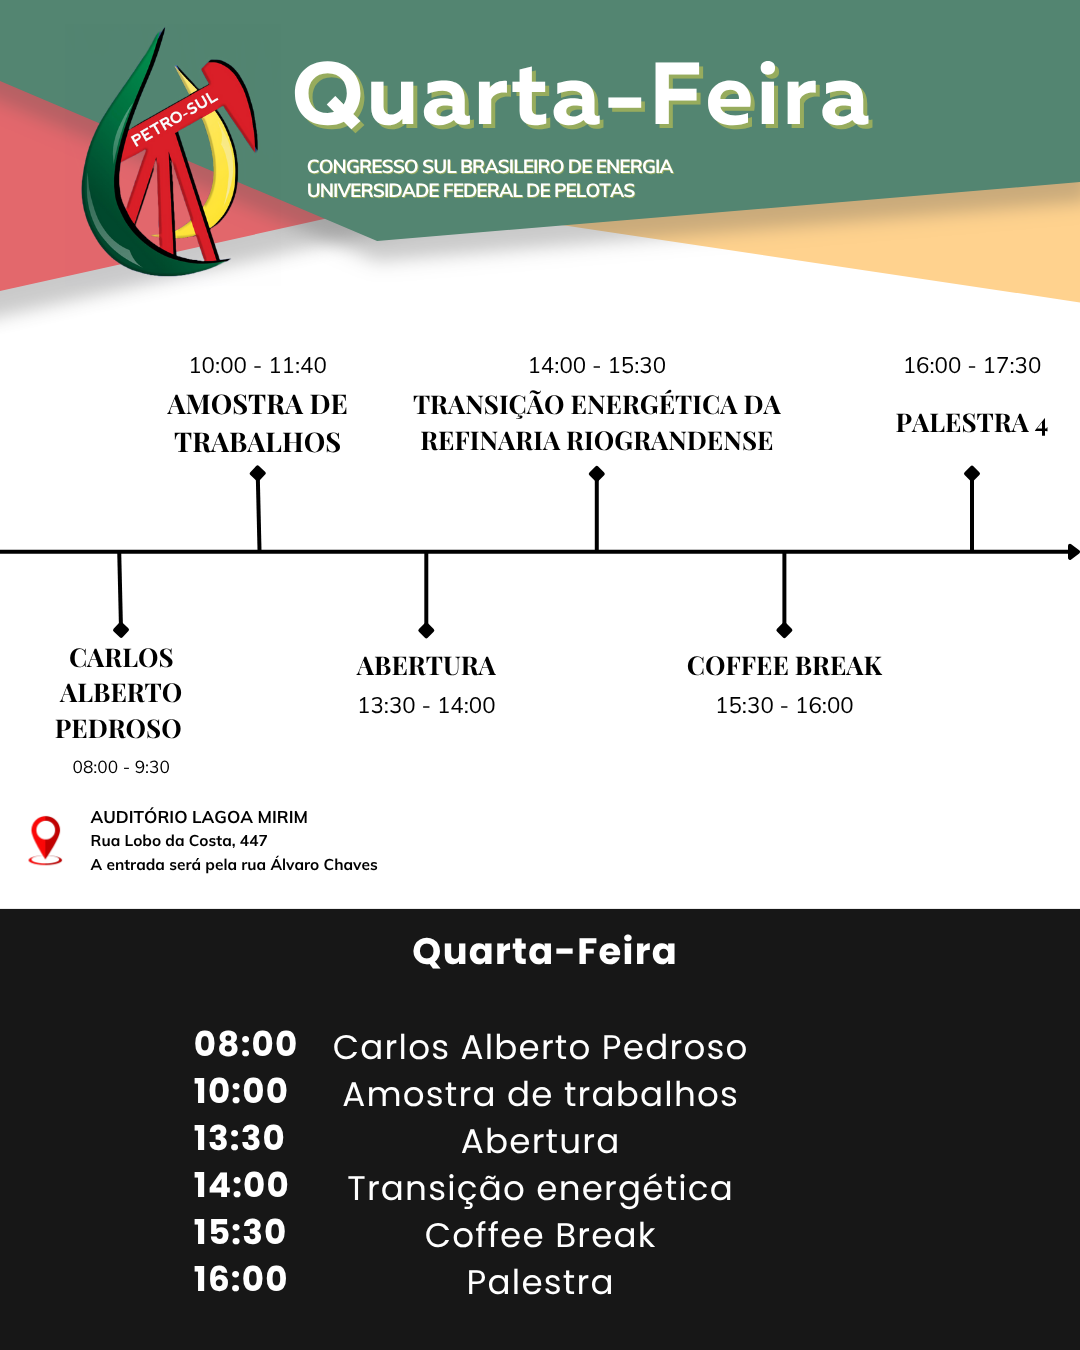 PETRO-SUL
Quarta-Feira
CONGRESSO SUL BRASILEIRO DE ENERGIA
UNIVERSIDADE FEDERAL DE PELOTAS
10:00 - 11:40
AMOSTRA DE
TRABALHOS
14:00 - 15:30
TRANSIÇÃO ENERGÉTICA DA
REFINARIA RIOGRANDENSE
16:00 - 17:30
PALESTRA 4
CARLOS
ALBERTO
PEDROSO
08:00 - 9:30
ABERTURA
13:30 - 14:00
COFFEE BREAK
15:30 - 16:00
AUDITÓRIO LAGOA MIRIM
Rua Lobo da Costa, 447
A entrada será pela rua Álvaro Chaves
Quarta-Feira
08:00 Carlos Alberto Pedroso
10:00 Amostra de trabalhos
13:30 Abertura
14:00 Transição energética
15:30 Coffee Break
16:00 Palestra